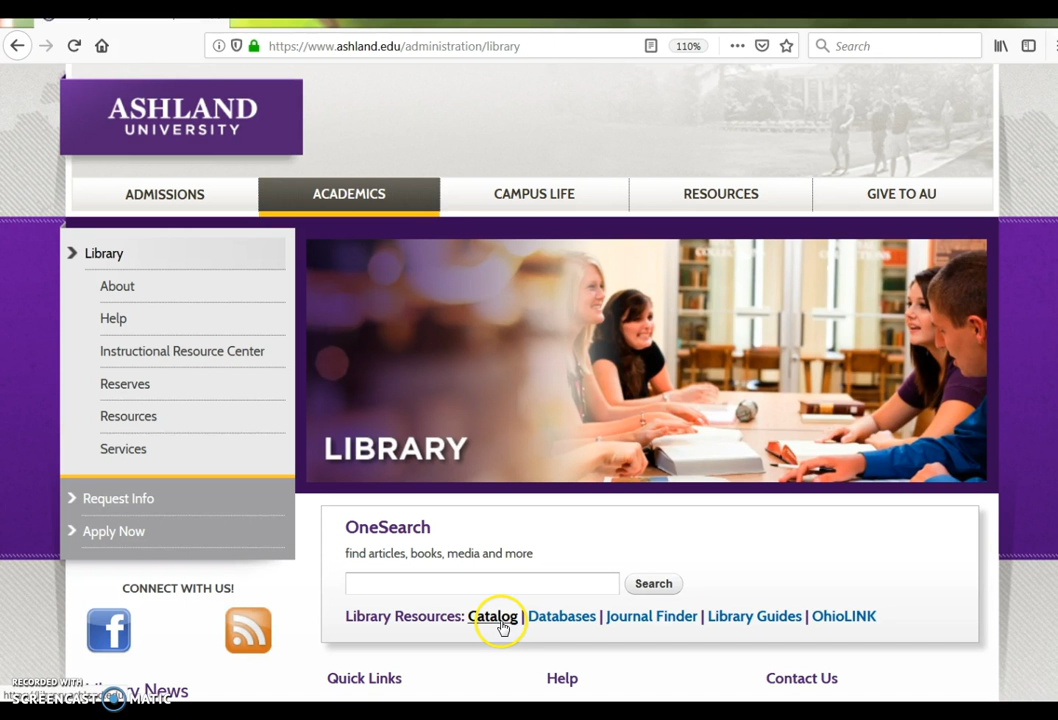 https://www.ashland.edu/administration/library
110%
Search
ASHLAND
UNIVERSITY
ADMISSIONS
ACADEMICS
CAMPUS LIFE
RESOURCES
GIVE TO AU
Library
About
Help
Instructional Resource Center
Reserves
Resources
Services
Request Info
Apply Now
CONNECT WITH US!
LIBRARY
OneSearch
find articles, books, media and more
Search
Library Resources: Catalog | Databases | Journal Finder | Library Guides | OhioLINK
Quick Links
Help
Contact Us
News
RECORDED WITH
SCREENCAST MATIC